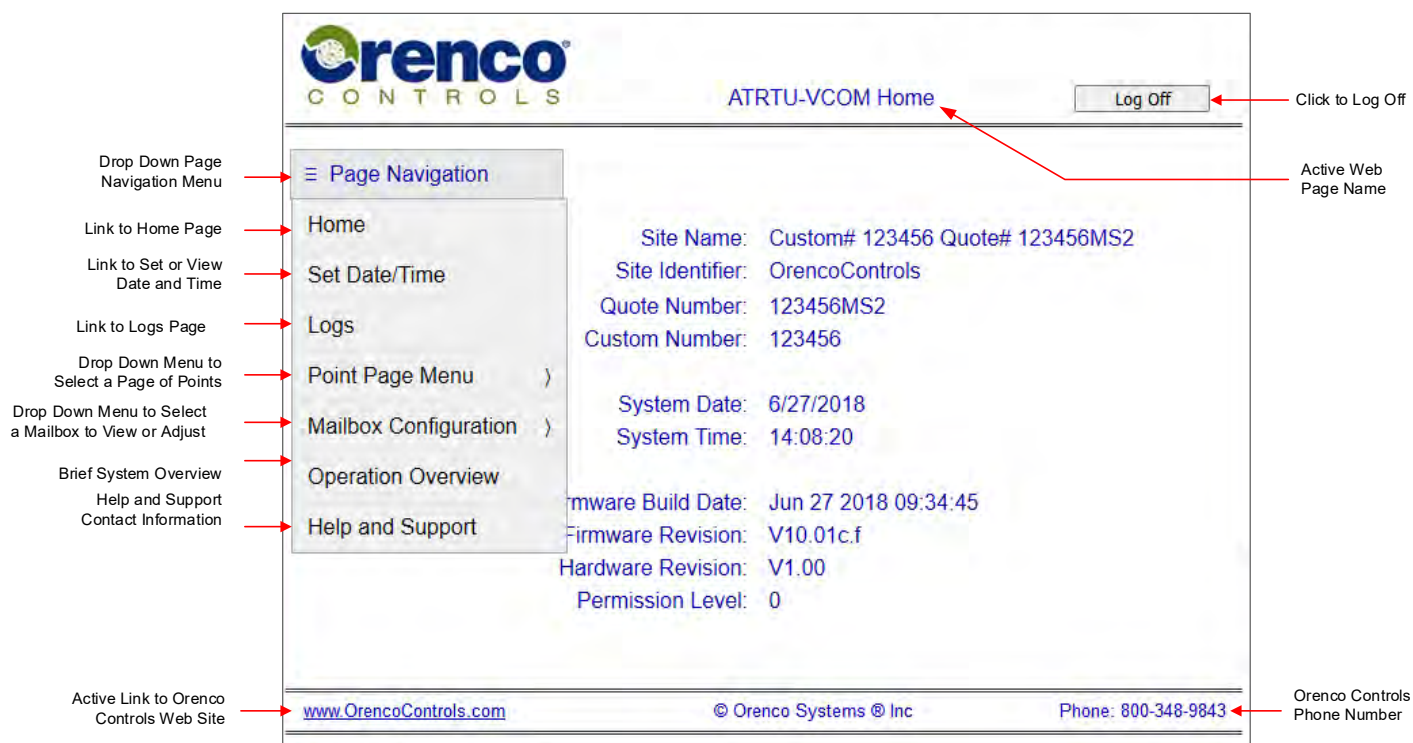 Orenco®
CONTROLS
ATRTU-VCOM Home
Log Off
Click to Log Off
Active Web
Page Name
Drop Down Page
Navigation Menu
☰ Page Navigation
Link to Home Page
Home
Link to Set or View
Date and Time
Set Date/Time
Link to Logs Page
Logs
Drop Down Menu to
Select a Page of Points
Point Page Menu ⟩
Drop Down Menu to Select
a Mailbox to View or Adjust
Mailbox Configuration ⟩
Brief System Overview
Operation Overview
Help and Support
Contact Information
Help and Support
Site Name: Custom# 123456 Quote# 123456MS2
Site Identifier: OrencoControls
Quote Number: 123456MS2
Custom Number: 123456
System Date: 6/27/2018
System Time: 14:08:20
rmware Build Date: Jun 27 2018 09:34:45
Firmware Revision: V10.01c.f
Hardware Revision: V1.00
Permission Level: 0
Active Link to Orenco
Controls Web Site
www.OrencoControls.com
© Orenco Systems ® Inc
Phone: 800-348-9843
Orenco Controls
Phone Number